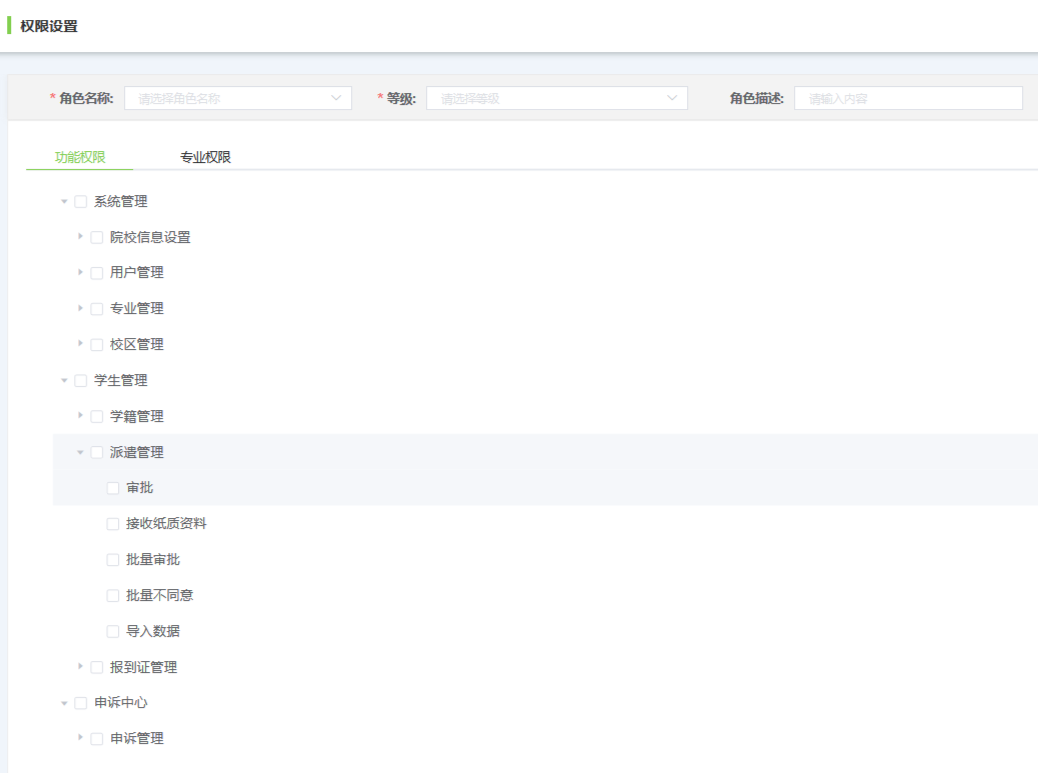 权限设置
* 角色名称: 请选择角色名称 * 等级: 请选择等级 角色描述: 请输入内容
功能权限 专业权限
系统管理
院校信息设置
用户管理
专业管理
校区管理
学生管理
学籍管理
派遣管理
审批
接收纸质资料
批量审批
批量不同意
导入数据
报到证管理
申诉中心
申诉管理